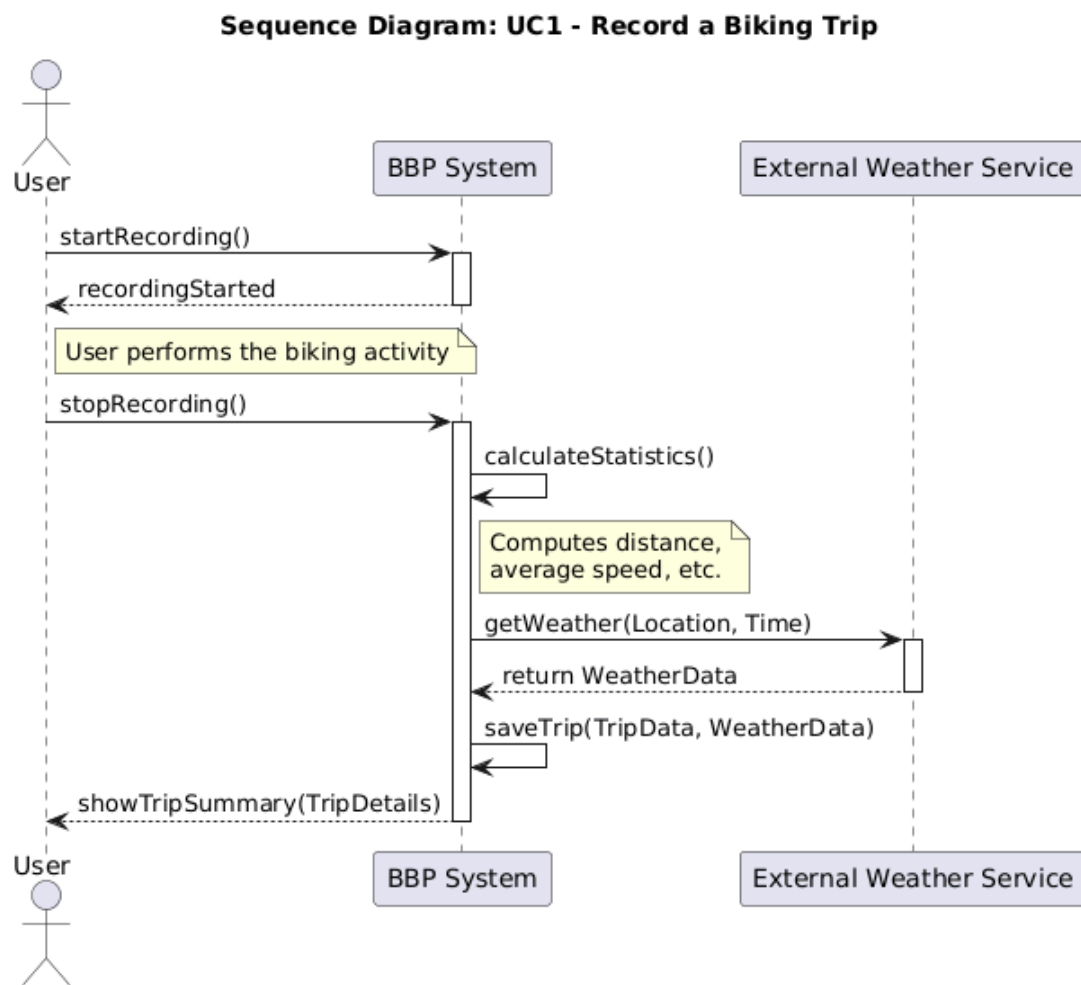 Sequence Diagram: UC1 - Record a Biking Trip
User
BBP System
External Weather Service
startRecording()
recordingStarted
User performs the biking activity
stopRecording()
calculateStatistics()
Computes distance,
average speed, etc.
getWeather(Location, Time)
return WeatherData
saveTrip(TripData, WeatherData)
showTripSummary(TripDetails)
User
BBP System
External Weather Service